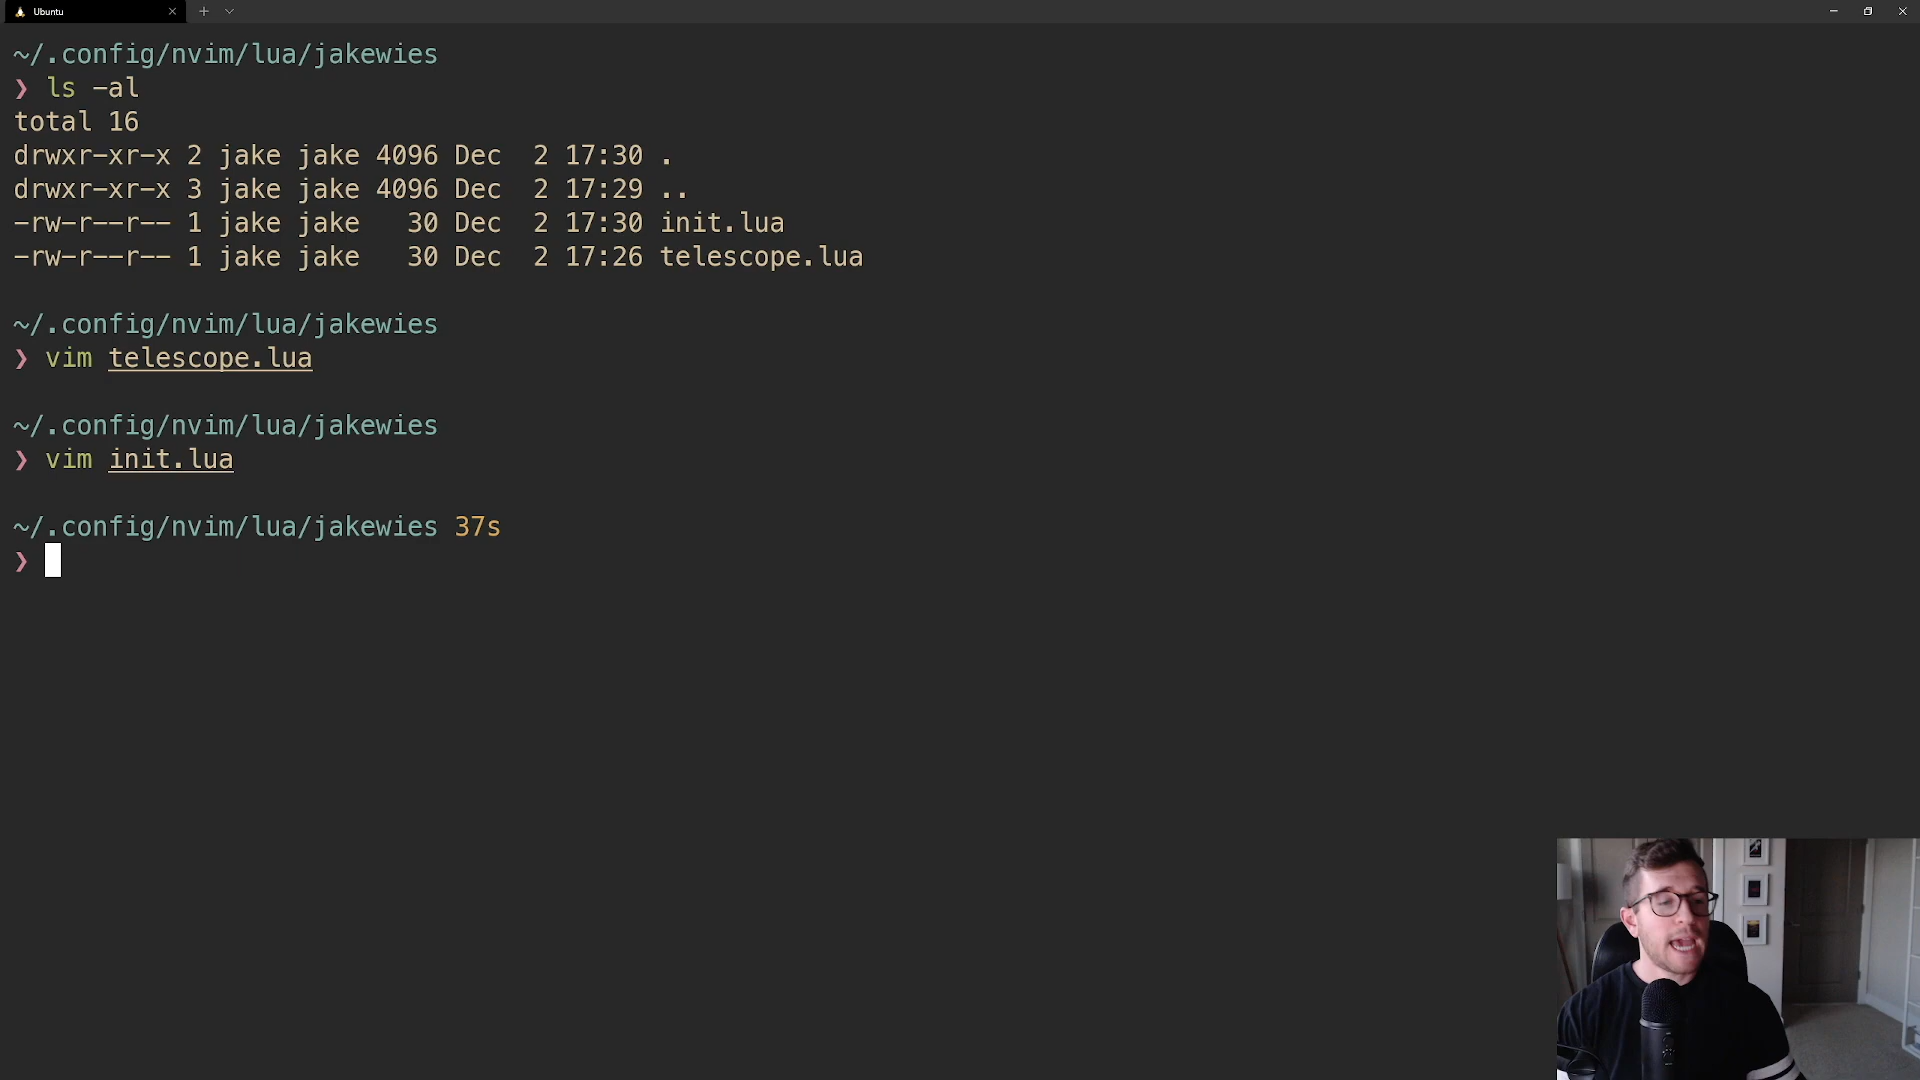 Ubuntu
~/.config/nvim/lua/jakewies
❯ ls -al
total 16
drwxr-xr-x 2 jake jake 4096 Dec  2 17:30 .
drwxr-xr-x 3 jake jake 4096 Dec  2 17:29 ..
-rw-r--r-- 1 jake jake   30 Dec  2 17:30 init.lua
-rw-r--r-- 1 jake jake   30 Dec  2 17:26 telescope.lua
~/.config/nvim/lua/jakewies
❯ vim telescope.lua
~/.config/nvim/lua/jakewies
❯ vim init.lua
~/.config/nvim/lua/jakewies 37s
❯